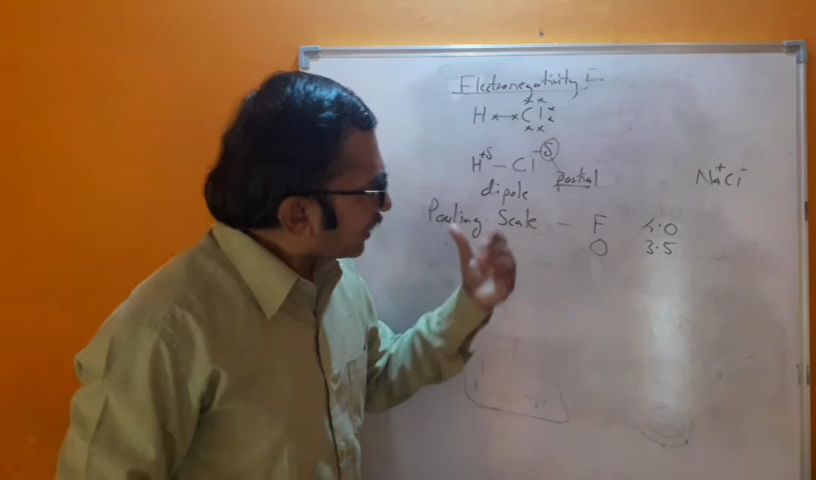 Electronegativity
H Cl
H+δ – Cl -δ
partial
dipole
Na+Cl-
Pauling Scale – F 4.0
O 3.5